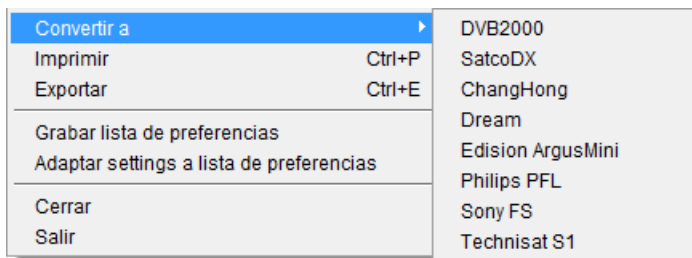 Convertir a
Imprimir Ctrl+P
Exportar Ctrl+E
Grabar lista de preferencias
Adaptar settings a lista de preferencias
Cerrar
Salir
DVB2000
SatcoDX
ChangHong
Dream
Edision ArgusMini
Philips PFL
Sony FS
Technisat S1